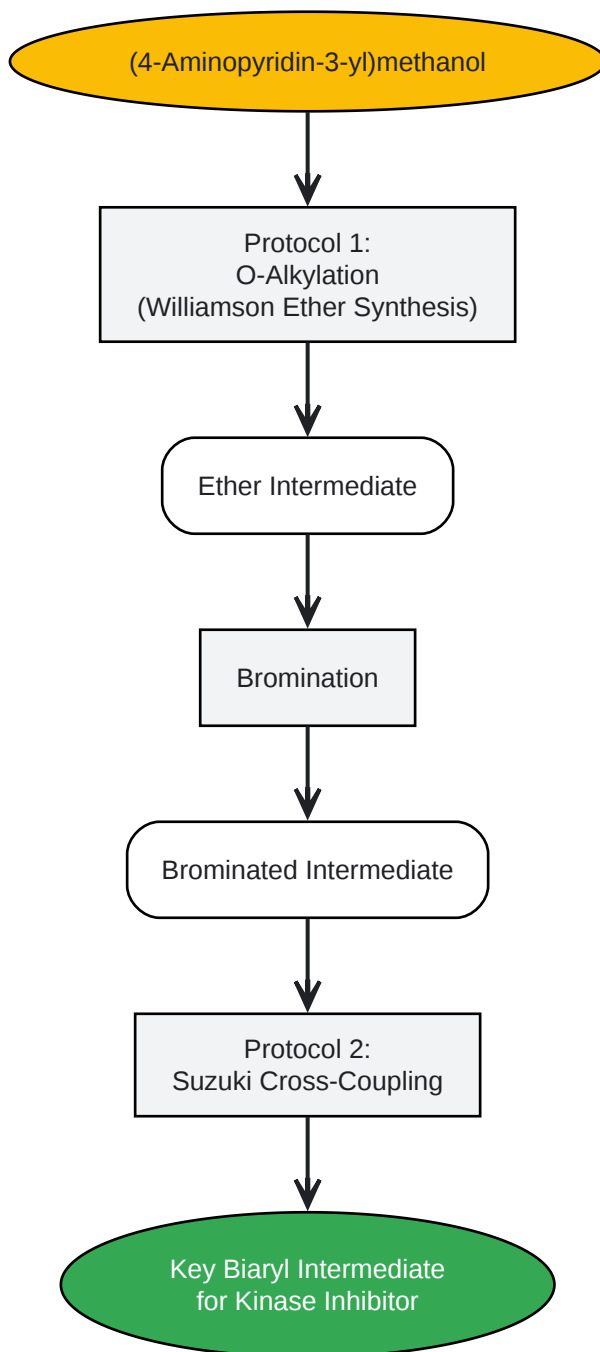 (4-Aminopyridin-3-yl)methanol
Protocol 1:
O-Alkylation
(Williamson Ether Synthesis)
Ether Intermediate
Bromination
Brominated Intermediate
Protocol 2:
Suzuki Cross-Coupling
Key Biaryl Intermediate
for Kinase Inhibitor